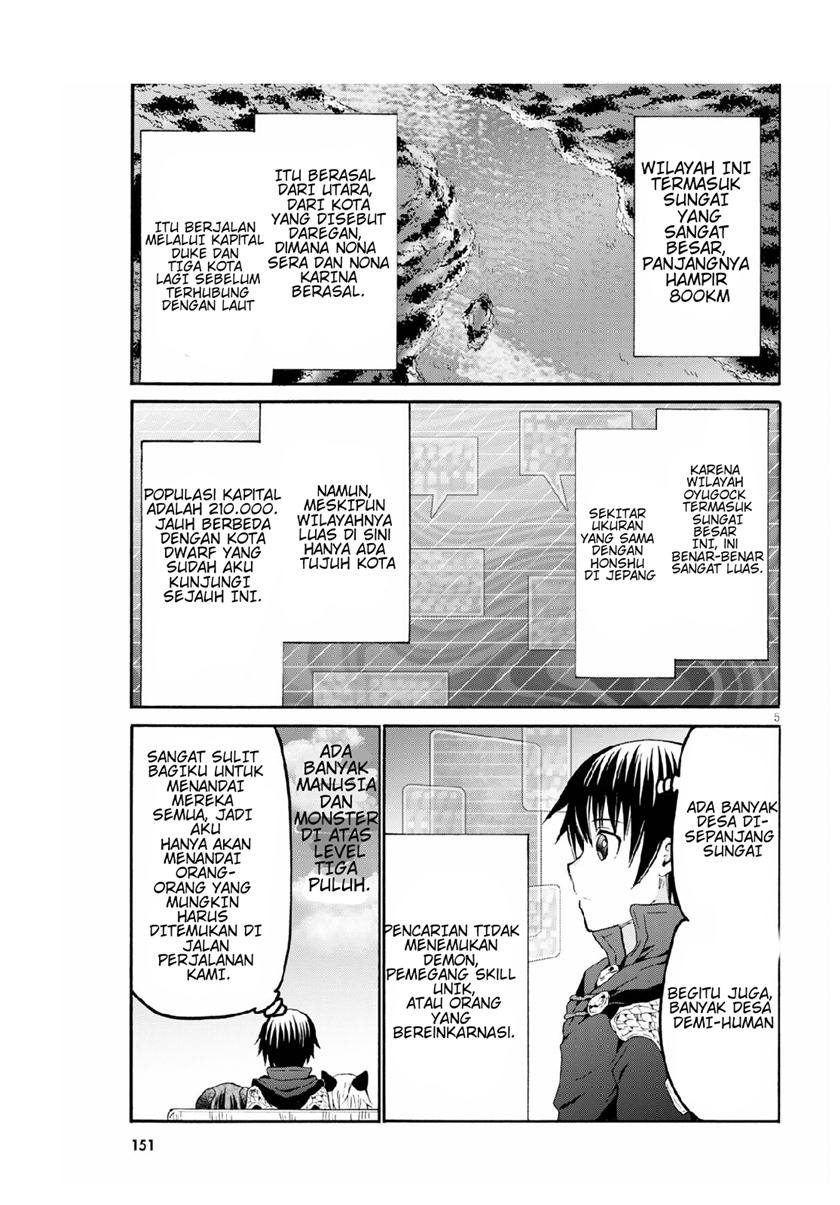 WILAYAH INI
TERMASUK
SUNGAI
YANG
SANGAT
BESAR,
PANJANGNYA
HAMPIR
800KM
ITU BERASAL
DARI UTARA,
DARI KOTA
YANG DISEBUT
DAREGAN,
DIMANA NONA
SERA DAN NONA
KARINA
BERASAL.
ITU BERJALAN
MELALUI KAPITAL
DUKE DAN
TIGA KOTA
LAGI SEBELUM
TERHUBUNG
DENGAN LAUT
KARENA
WILAYAH
OYUGOCK
TERMASUK
SUNGAI
BESAR
INI, INI
BENAR-BENAR
SANGAT LUAS.
SEKITAR
UKURAN
YANG SAMA
DENGAN
HONSHU
DI JEPANG
NAMUN,
MESKIPUN
WILAYAHNYA
LUAS DI SINI
HANYA ADA
TUJUH KOTA
POPULASI KAPITAL
ADALAH 210.000.
JAUH BERBEDA
DENGAN KOTA
DWARF YANG
SUDAH AKU
KUNJUNGI
SEJAUH INI.
5
ADA BANYAK
DESA DI-
SEPANJANG
SUNGAI
BEGITU JUGA,
BANYAK DESA
DEMI-HUMAN
PENCARIAN TIDAK
MENEMUKAN
DEMON,
PEMEGANG SKILL
UNIK,
ATAU ORANG
YANG
BEREINKARNASI.
ADA
BANYAK
MANUSIA
DAN
MONSTER
DI ATAS
LEVEL
TIGA
PULUH.
SANGAT SULIT
BAGIKU UNTUK
MENANDAI
MEREKA
SEMUA, JADI
AKU
HANYA AKAN
MENANDAI
ORANG-
ORANG YANG
MUNGKIN
HARUS
DITEMUKAN DI
JALAN
PERJALANAN
KAMI.
151